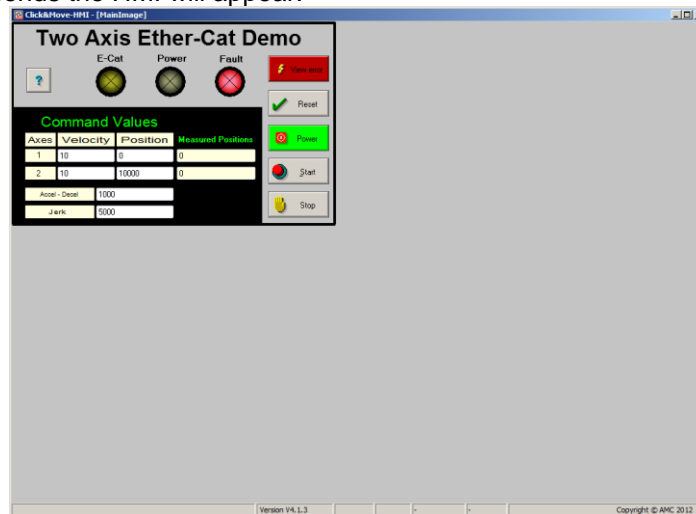 Click&Move-HMI - [MainImage]
Two Axis Ether-Cat Demo
E-Cat Power Fault
? View error
Reset
Command Values
Axes Velocity Position Measured Positions Power
1 10 0 0
2 10 10000 0 Start
Accel - Decel 1000
Jerk 5000 Stop
Version V4.1.3 - - Copyright © AMC 2012